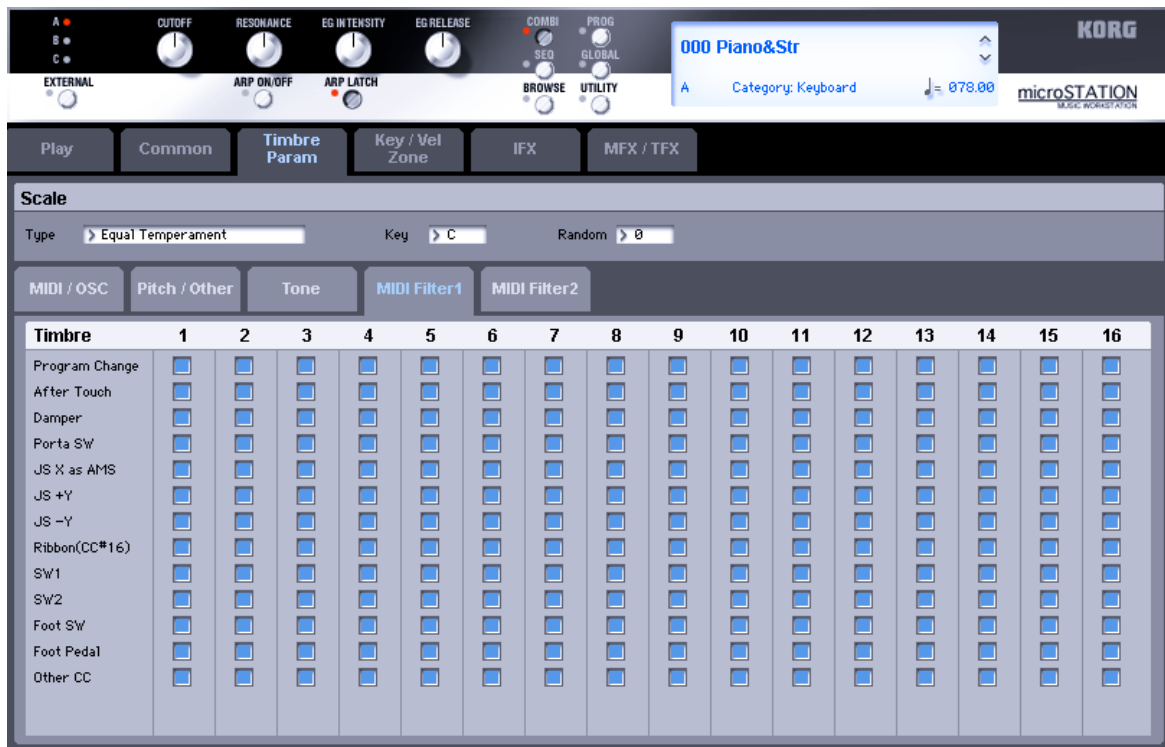 A CUTOFF RESONANCE EG INTENSITY EG RELEASE COMBI PROG
B
C
SEQ GLOBAL
EXTERNAL ARP ON/OFF ARP LATCH BROWSE UTILITY
000 Piano&Str
A Category: Keyboard ♩= 078.00
KORG
microSTATION
MUSIC WORKSTATION
Play Common Timbre Param Key / Vel Zone IFX MFX / TFX
Scale
Type Equal Temperament Key C Random 0
MIDI / OSC Pitch / Other Tone MIDI Filter1 MIDI Filter2
Timbre 1 2 3 4 5 6 7 8 9 10 11 12 13 14 15 16
Program Change
After Touch
Damper
Porta SW
JS X as AMS
JS +Y
JS -Y
Ribbon(CC#16)
SW1
SW2
Foot SW
Foot Pedal
Other CC